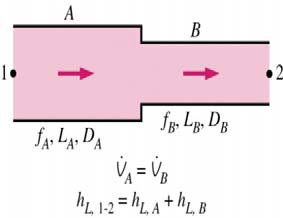 A
B
1
2
f_A, L_A, D_A
f_B, L_B, D_B
V̇_A = V̇_B
h_L, 1-2 = h_L, A + h_L, B